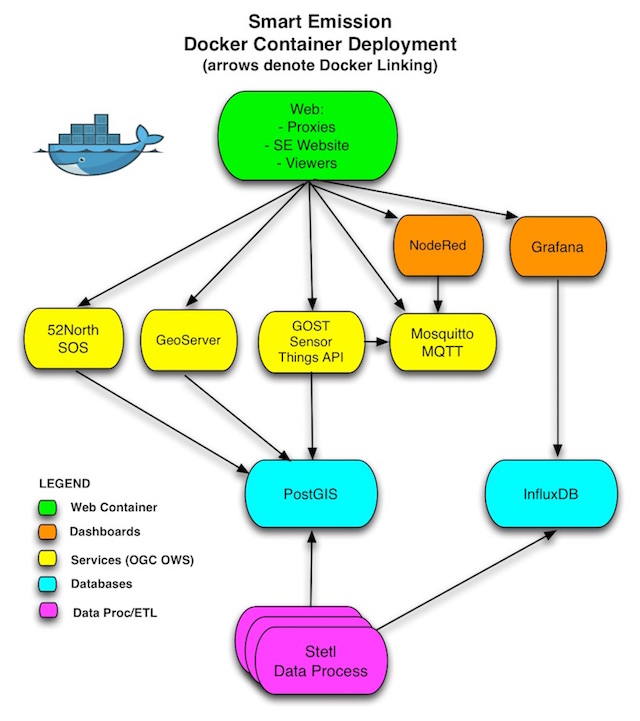 Smart Emission
Docker Container Deployment
(arrows denote Docker Linking)
Web:
- Proxies
- SE Website
- Viewers
NodeRed
Grafana
52North
SOS
GeoServer
GOST
Sensor
Things API
Mosquitto
MQTT
PostGIS
InfluxDB
LEGEND
Web Container
Dashboards
Services (OGC OWS)
Databases
Data Proc/ETL
Stetl
Data Process